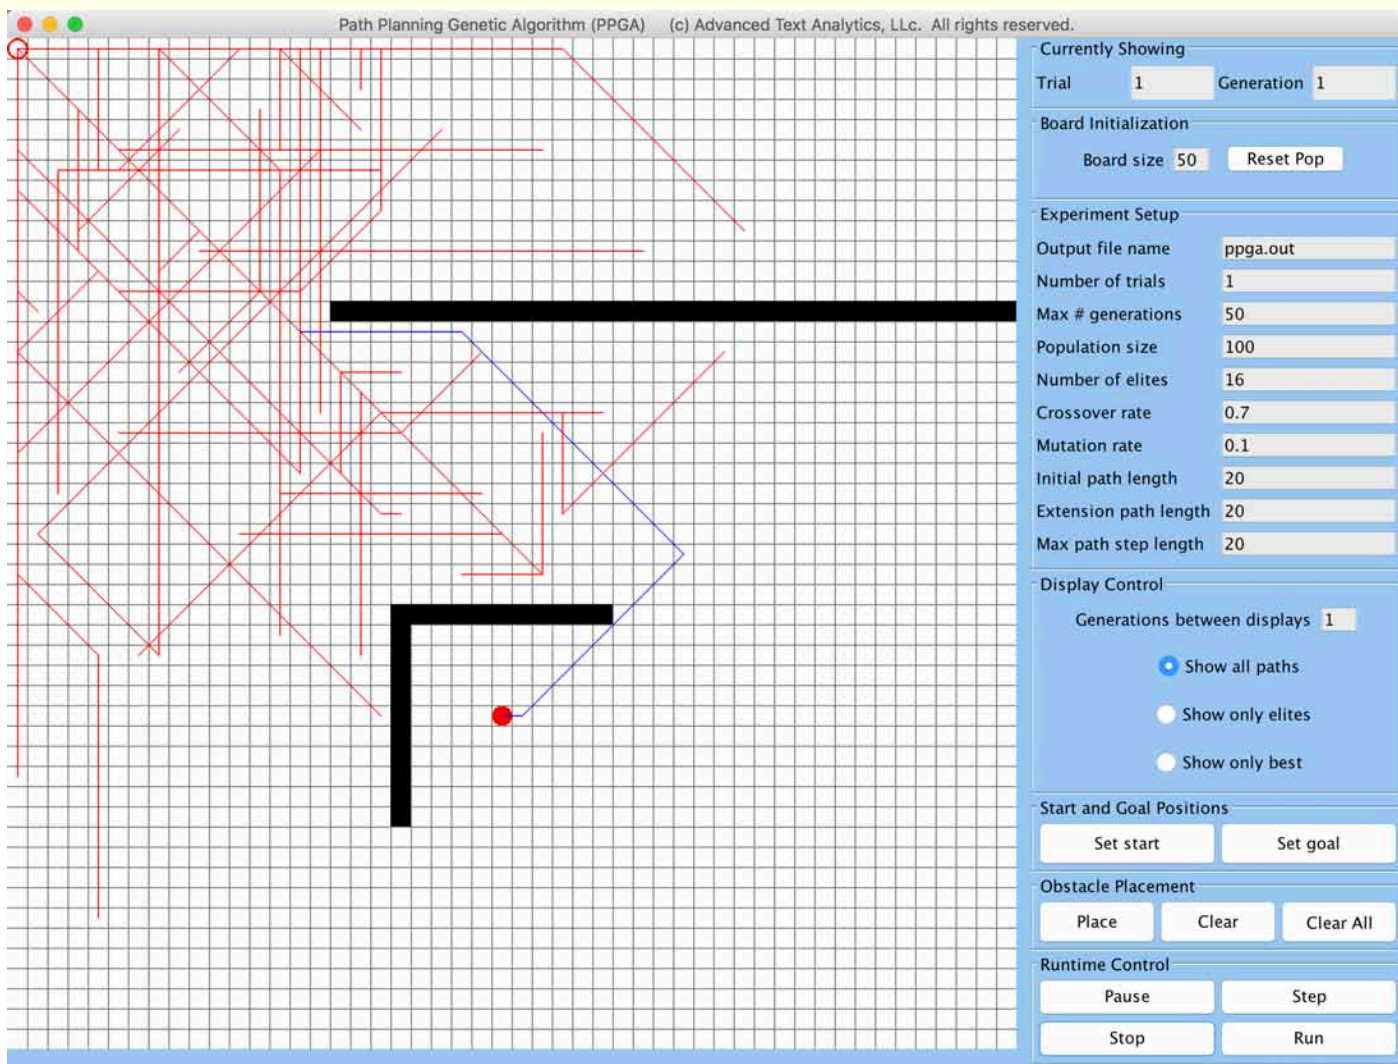 Path Planning Genetic Algorithm (PPGA) (c) Advanced Text Analytics, LLc. All rights reserved.
Currently Showing
Trial 1 Generation 1
Board Initialization
Board size 50 Reset Pop
Experiment Setup
Output file name ppga.out
Number of trials 1
Max # generations 50
Population size 100
Number of elites 16
Crossover rate 0.7
Mutation rate 0.1
Initial path length 20
Extension path length 20
Max path step length 20
Display Control
Generations between displays 1
Show all paths
Show only elites
Show only best
Start and Goal Positions
Set start Set goal
Obstacle Placement
Place Clear Clear All
Runtime Control
Pause Step
Stop Run